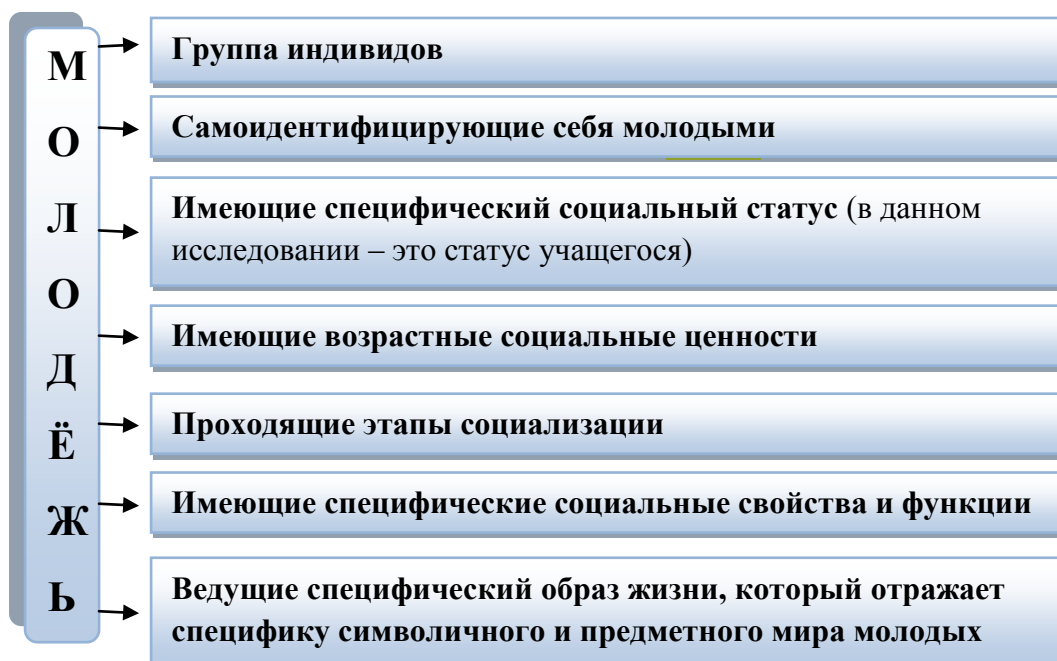 МОЛОДЁЖЬ
Группа индивидов
Самоидентифицирующие себя молодыми
Имеющие специфический социальный статус (в данном
исследовании – это статус учащегося)
Имеющие возрастные социальные ценности
Проходящие этапы социализации
Имеющие специфические социальные свойства и функции
Ведущие специфический образ жизни, который отражает
специфику символичного и предметного мира молодых